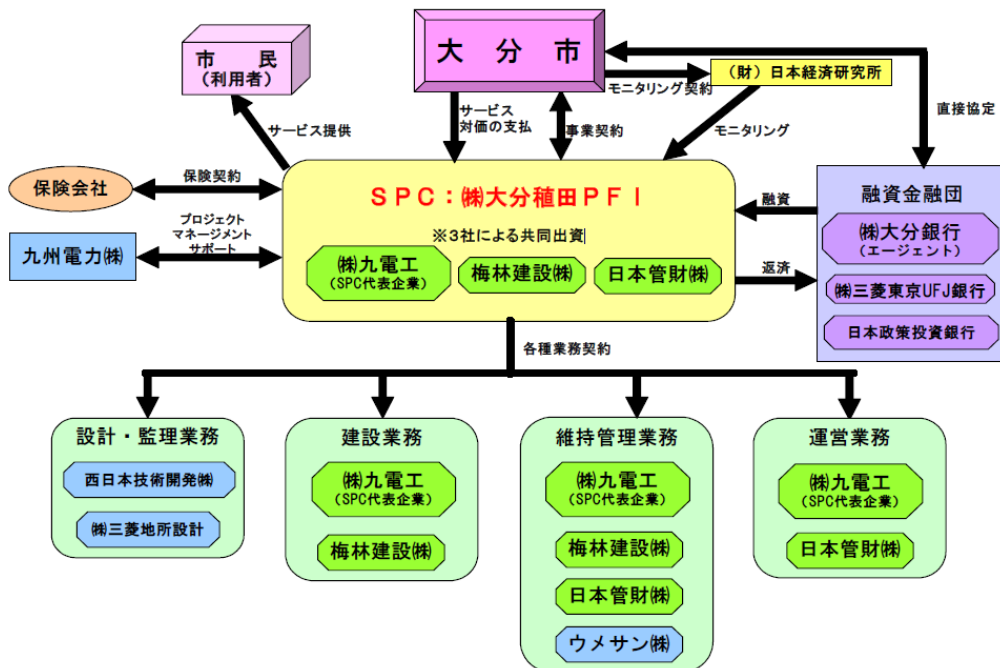 大分市
市民
(利用者)
(財)日本経済研究所
モニタリング契約
直接協定
サービス
対価の支払
事業契約
モニタリング
サービス提供
保険会社
保険契約
九州電力㈱
プロジェクト
マネージメント
サポート
SPC:㈱大分稙田PFI
※3社による共同出資
㈱九電工
(SPC代表企業)
梅林建設㈱
日本管財㈱
融資
返済
融資金融団
㈱大分銀行
(エージェント)
㈱三菱東京UFJ銀行
日本政策投資銀行
各種業務契約
設計・監理業務
西日本技術開発㈱
㈱三菱地所設計
建設業務
㈱九電工
(SPC代表企業)
梅林建設㈱
維持管理業務
㈱九電工
(SPC代表企業)
梅林建設㈱
日本管財㈱
ウメサン㈱
運営業務
㈱九電工
(SPC代表企業)
日本管財㈱